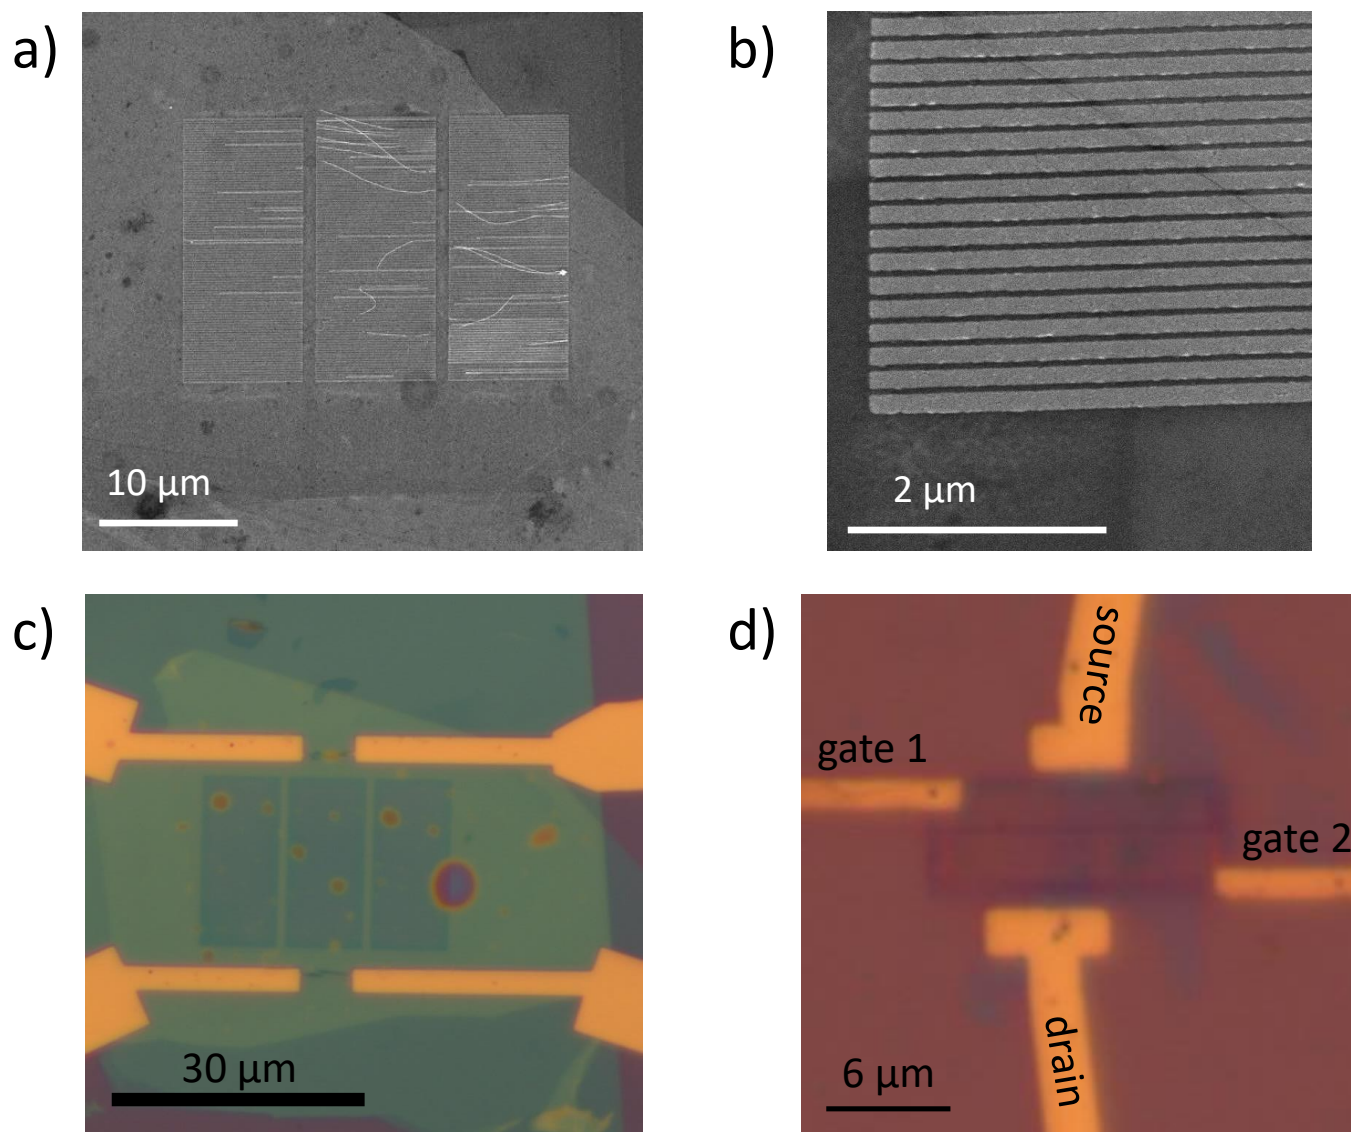 a)
b)
10 μm
2 μm
c)
d)
source
gate 1
gate 2
30 μm
6 μm
drain